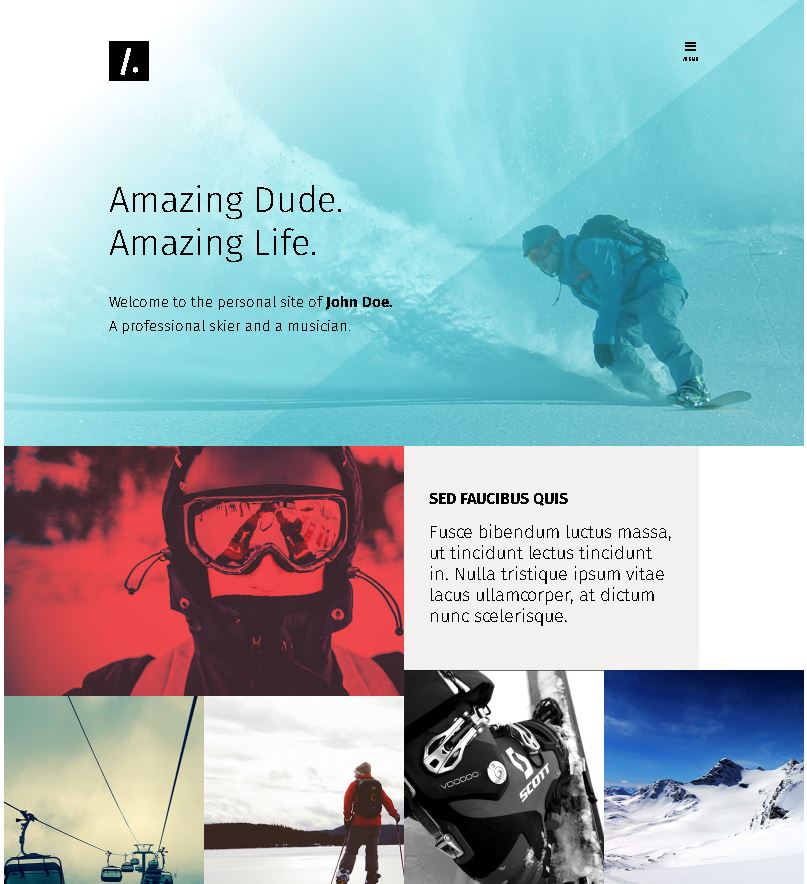 /.
MENU
Amazing Dude.
Amazing Life.
Welcome to the personal site of John Doe.
A professional skier and a musician.
SED FAUCIBUS QUIS
Fusce bibendum luctus massa,
ut tincidunt lectus tincidunt
in. Nulla tristique ipsum vitae
lacus ullamcorper, at dictum
nunc scelerisque.
VOODOO
S
SCOTT